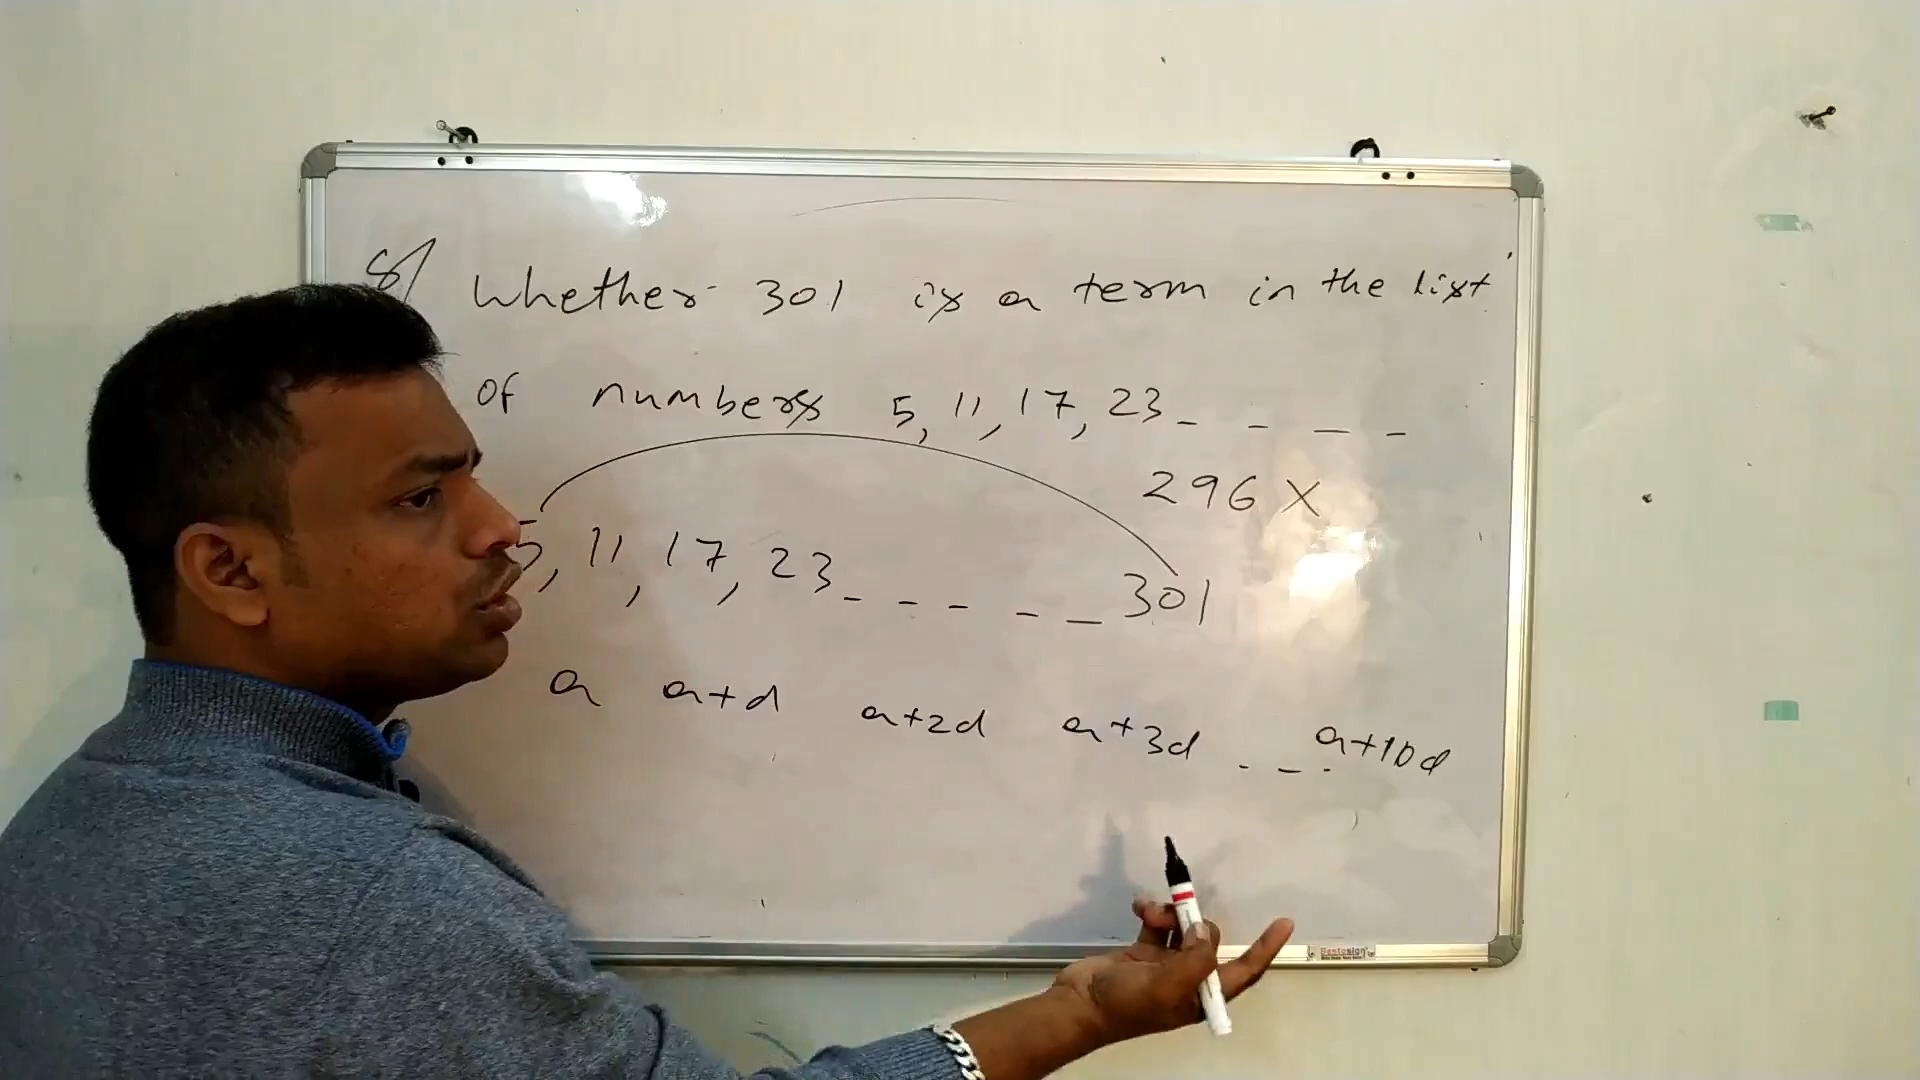 8/ Whether 301 is a term in the list
of numbers 5, 11, 17, 23 _ _ _ _
296 X
5, 11, 17, 23 _ _ _ _ _ 301
a a+d a+2d a+3d _ _ _ a+10d
Bestosign